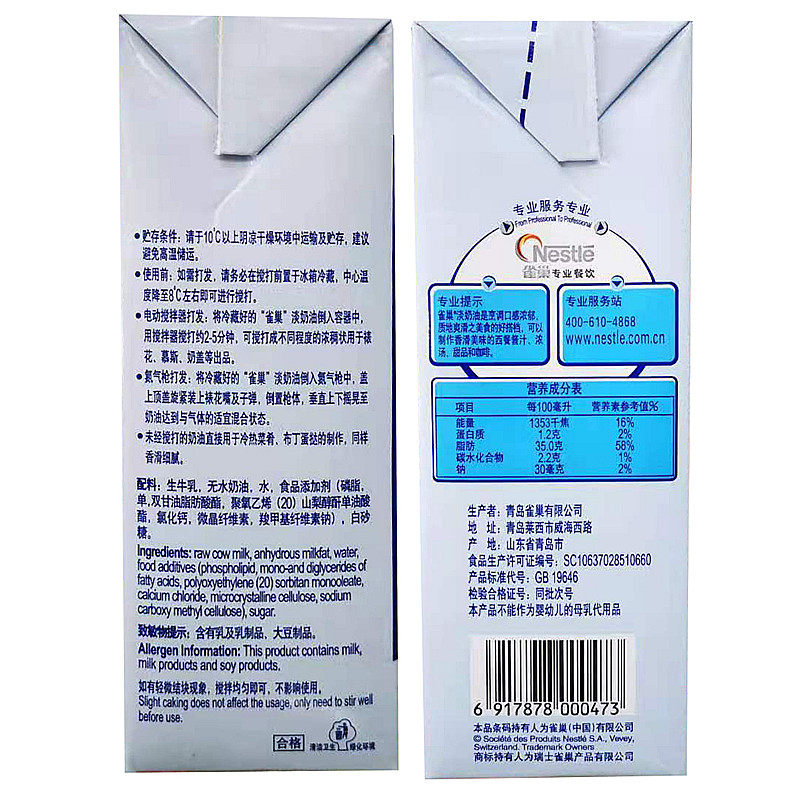 ●贮存条件：请于10℃以上阴凉干燥环境中运输及贮存，建议
避免高温储运。
●使用前：如需打发，请务必在搅打前置于冰箱冷藏，中心温
度降至8℃左右即可进行搅打。
●电动搅拌器打发：将冷藏好的“雀巢”淡奶油倒入容器中，
用搅拌器搅打约2-5分钟，可搅打成不同程度的浓稠状用于裱
花、慕斯、奶盖等出品。
●氮气枪打发：将冷藏好的“雀巢”淡奶油倒入氮气枪中，盖
上顶盖旋紧装上裱花嘴及子弹，倒置枪体，垂直上下摇晃至
奶油达到与气体的适宜混合状态。
●未经搅打的奶油直接用于冷热菜肴、布丁蛋挞的制作，同样
香滑细腻。
配料：生牛乳，无水奶油，水，食品添加剂（磷脂，
单，双甘油脂肪酸酯，聚氧乙烯（20）山梨醇酐单油酸
酯，氯化钙，微晶纤维素，羧甲基纤维素钠），白砂
糖。
Ingredients: raw cow milk, anhydrous milkfat, water,
food additives (phospholipid, mono-and diglycerides of
fatty acids, polyoxyethylene (20) sorbitan monooleate,
calcium chloride, microcrystalline cellulose, sodium
carboxy methyl cellulose), sugar.
致敏物提示：含有乳及乳制品，大豆制品。
Allergen Information: This product contains milk,
milk products and soy products.
如有轻微结块现象，搅拌均匀即可，不影响使用。
Slight caking does not affect the usage, only need to stir well
before use.
合格
清洁卫生 绿化环境
专业服务专业
From Professional To Professional
Nestlé
雀巢专业餐饮
专业提示
雀巢®淡奶油是烹调口感浓郁、
质地爽滑之美食的好搭档，可以
制作香滑美味的西餐酱汁、浓
汤、甜品和咖啡。
专业服务站
400-610-4868
www.nestle.com.cn
营养成分表
项目 每100毫升 营养素参考值%
能量 1353千焦 16%
蛋白质 1.2克 2%
脂肪 35.0克 58%
碳水化合物 2.2克 1%
钠 30毫克 2%
生产者：青岛雀巢有限公司
地 址：青岛莱西市威海西路
产 地：山东省青岛市
食品生产许可证编号：SC10637028510660
产品标准代号：GB 19646
检验合格证号：同批次号
本产品不能作为婴幼儿的母乳代用品
6 917878 000473
本品条码持有人为雀巢（中国）有限公司
© Société des Produits Nestlé S.A., Vevey,
Switzerland. Trademark Owners
商标持有人为瑞士雀巢产品有限公司